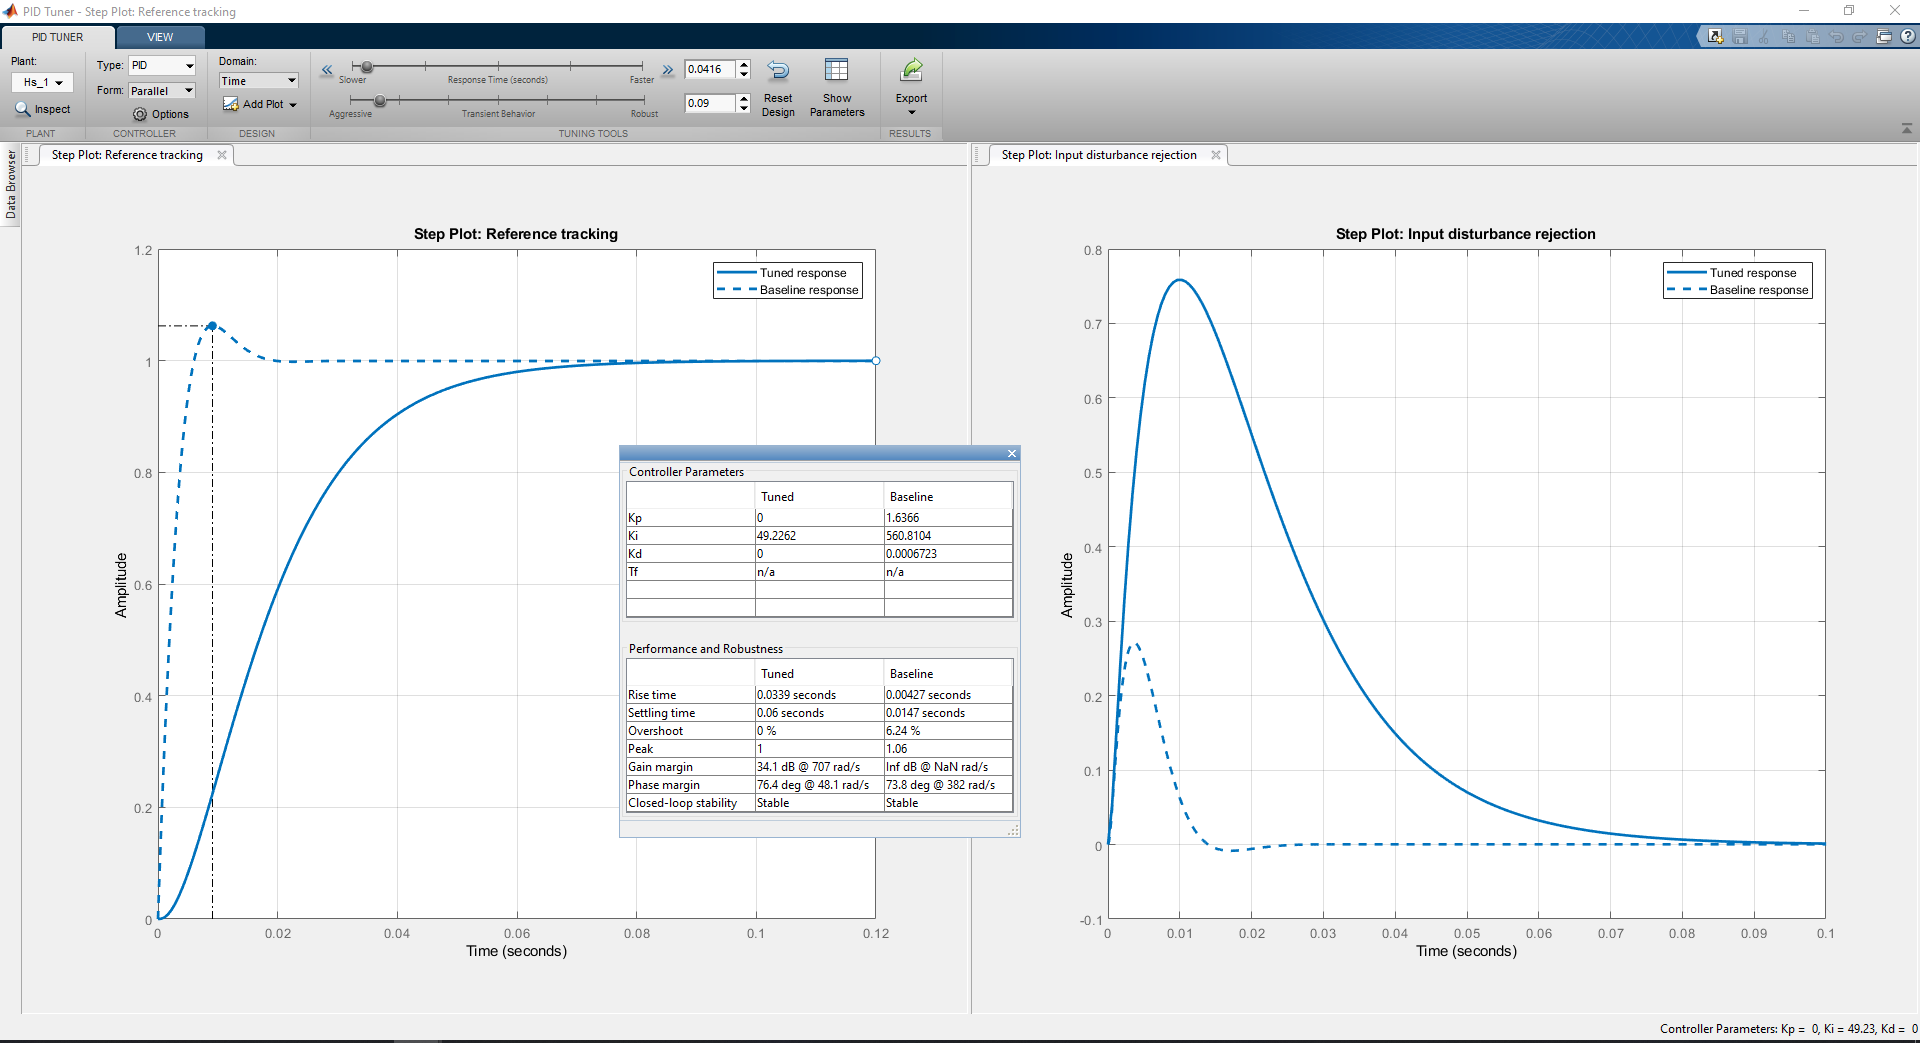 PID Tuner - Step Plot: Reference tracking
PID TUNER
VIEW
Plant:
Hs_1
Inspect
PLANT
Type: PID
Form: Parallel
Options
CONTROLLER
Domain:
Time
Add Plot
DESIGN
Slower Response Time (seconds) Faster
0.0416
Aggressive Transient Behavior Robust
0.09
Reset
Design
Show
Parameters
TUNING TOOLS
Export
RESULTS
Data Browser
Step Plot: Reference tracking
Step Plot: Reference tracking
Tuned response
Baseline response
1.2
1
0.8
0.6
0.4
0.2
0
Amplitude
0 0.02 0.04 0.06 0.08 0.1 0.12
Time (seconds)
Controller Parameters
Tuned Baseline
Kp 0 1.6366
Ki 49.2262 560.8104
Kd 0 0.0006723
Tf n/a n/a
Performance and Robustness
Tuned Baseline
Rise time 0.0339 seconds 0.00427 seconds
Settling time 0.06 seconds 0.0147 seconds
Overshoot 0 % 6.24 %
Peak 1 1.06
Gain margin 34.1 dB @ 707 rad/s Inf dB @ NaN rad/s
Phase margin 76.4 deg @ 48.1 rad/s 73.8 deg @ 382 rad/s
Closed-loop stability Stable Stable
Step Plot: Input disturbance rejection
Step Plot: Input disturbance rejection
Tuned response
Baseline response
0.8
0.7
0.6
0.5
0.4
0.3
0.2
0.1
0
-0.1
Amplitude
0 0.01 0.02 0.03 0.04 0.05 0.06 0.07 0.08 0.09 0.1
Time (seconds)
Controller Parameters: Kp = 0, Ki = 49.23, Kd = 0